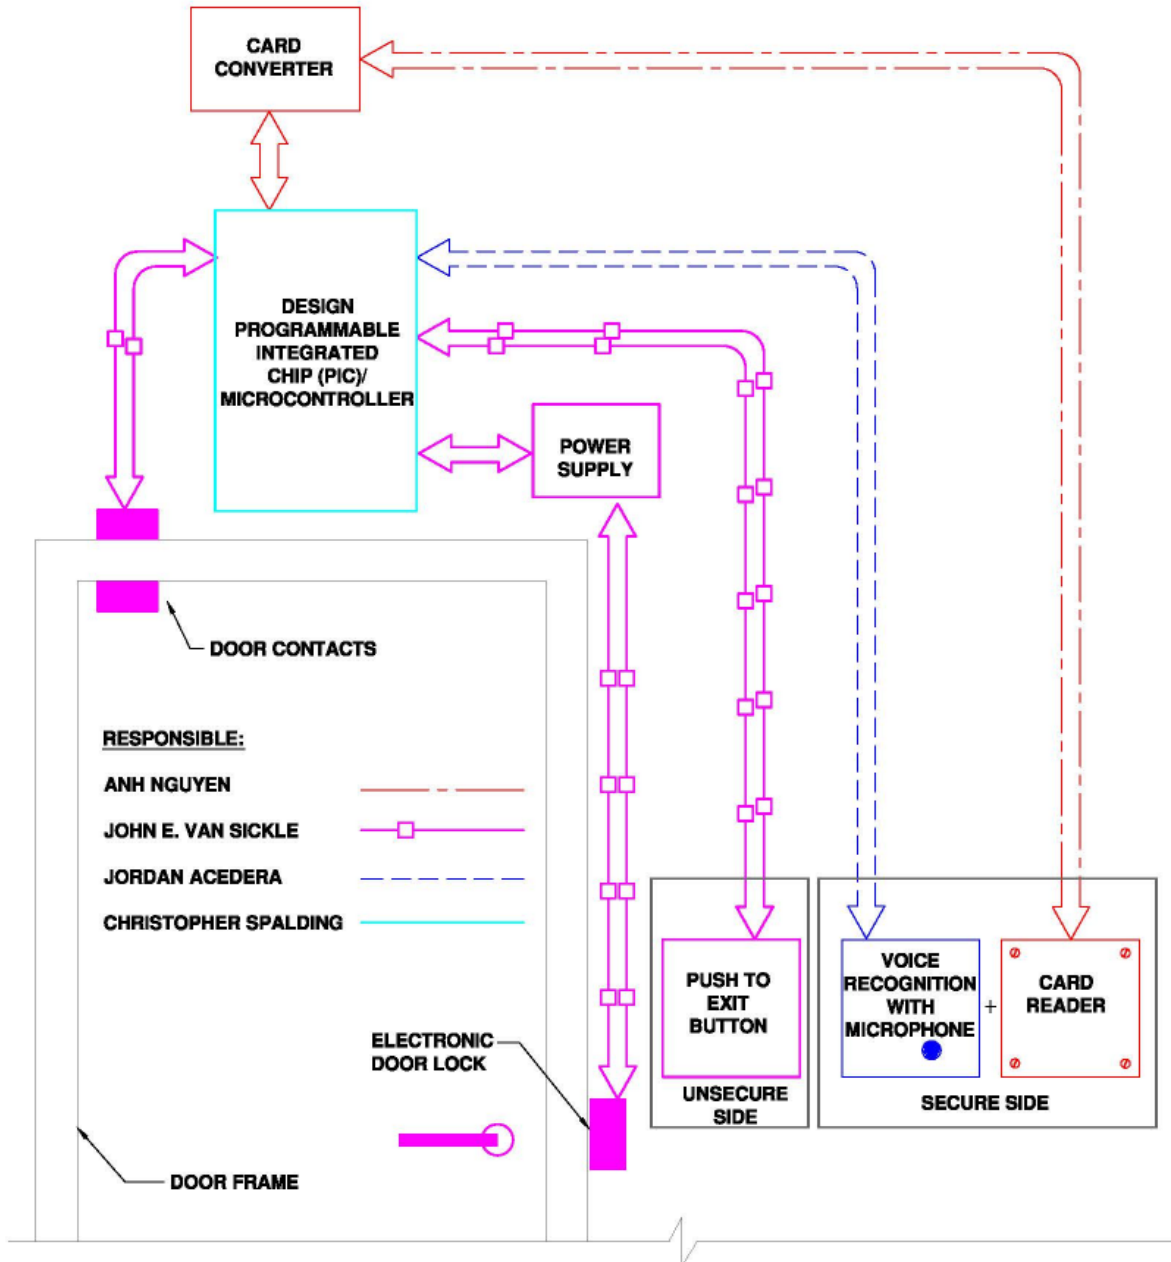 CARD
CONVERTER
DESIGN
PROGRAMMABLE
INTEGRATED
CHIP (PIC)/
MICROCONTROLLER
POWER
SUPPLY
DOOR CONTACTS
RESPONSIBLE:
ANH NGUYEN
JOHN E. VAN SICKLE
JORDAN ACEDERA
CHRISTOPHER SPALDING
ELECTRONIC
DOOR LOCK
DOOR FRAME
PUSH TO
EXIT
BUTTON
UNSECURE
SIDE
VOICE
RECOGNITION
WITH
MICROPHONE
+
CARD
READER
SECURE SIDE